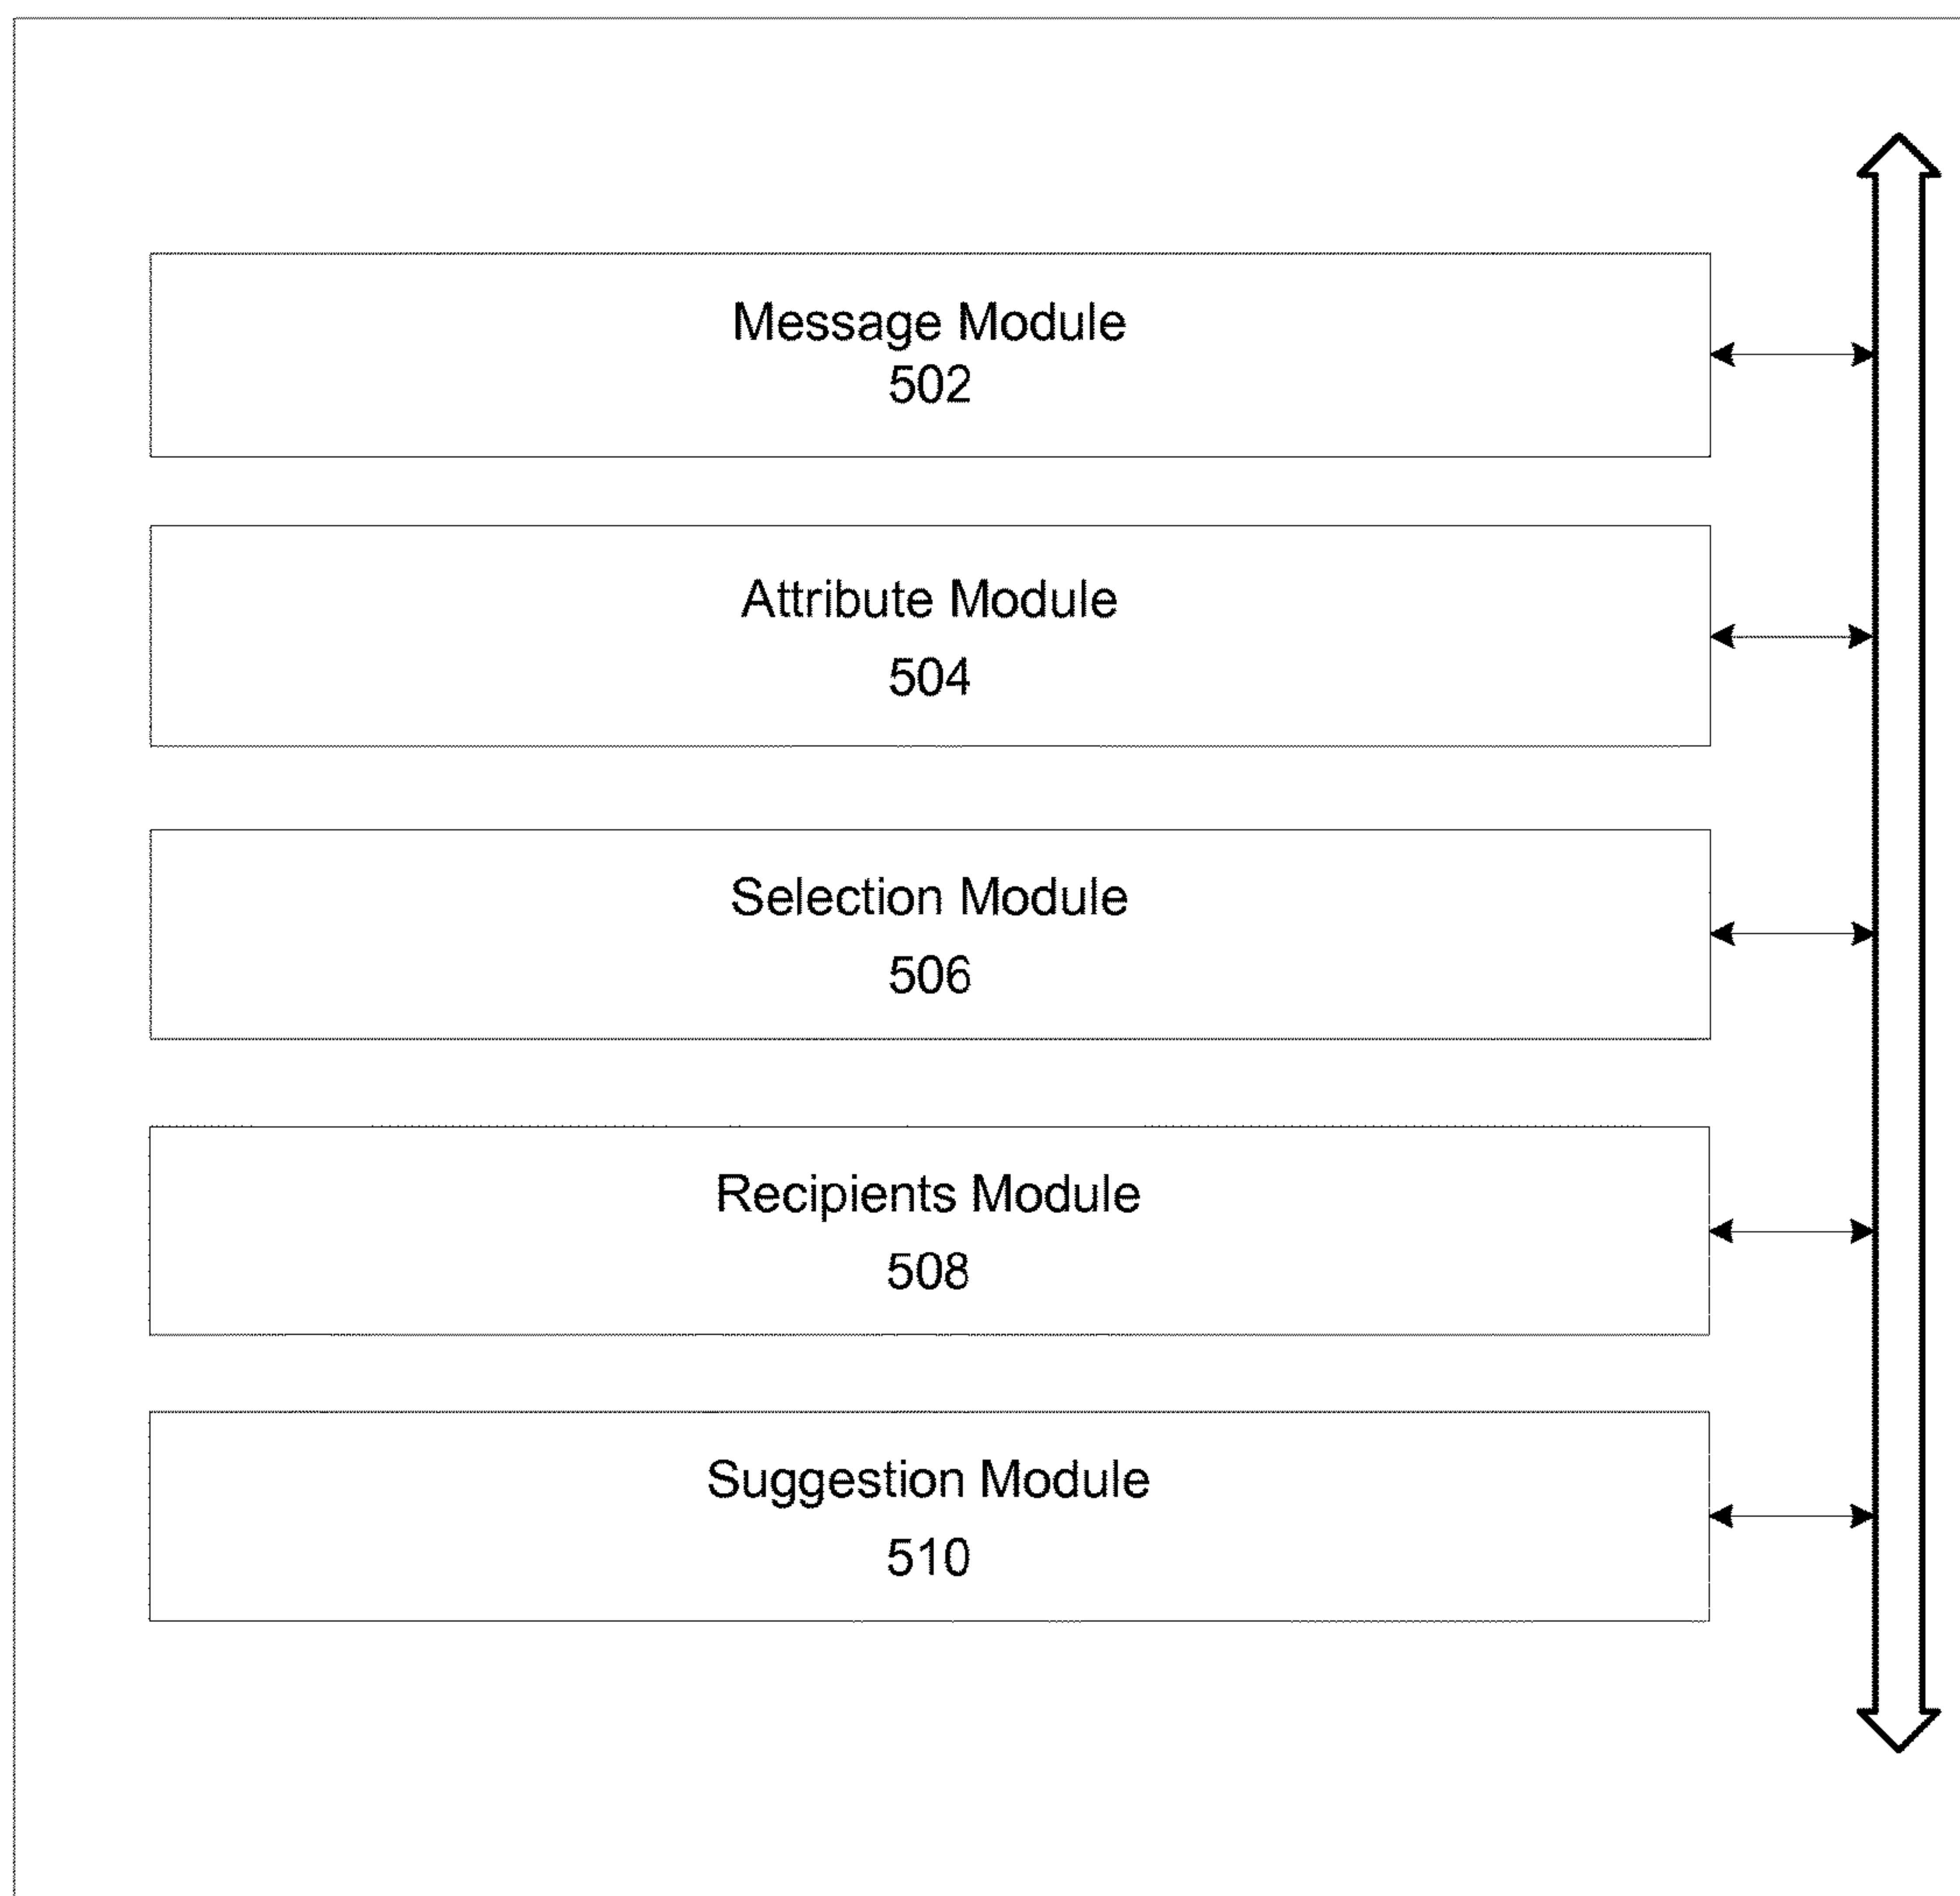 Message Module
502
Attribute Module
504
Selection Module
506
Recipients Module
508
Suggestion Module
510